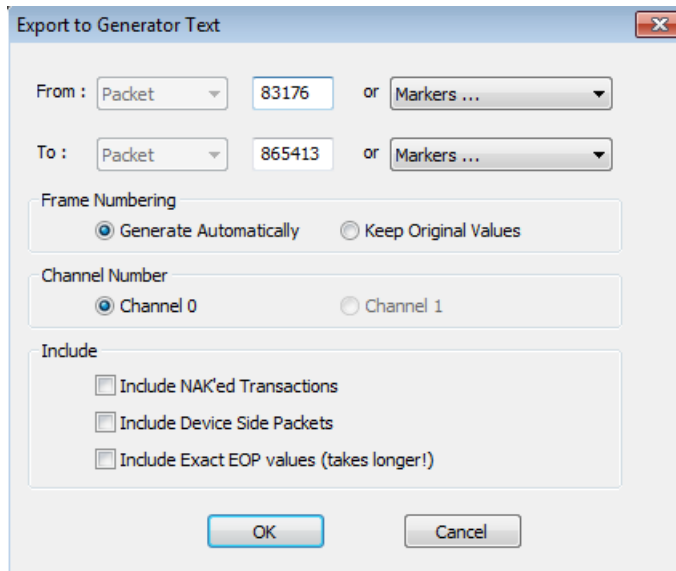 Export to Generator Text
From : Packet 83176 or Markers ...
To : Packet 865413 or Markers ...
Frame Numbering
Generate Automatically Keep Original Values
Channel Number
Channel 0 Channel 1
Include
Include NAK'ed Transactions
Include Device Side Packets
Include Exact EOP values (takes longer!)
OK Cancel